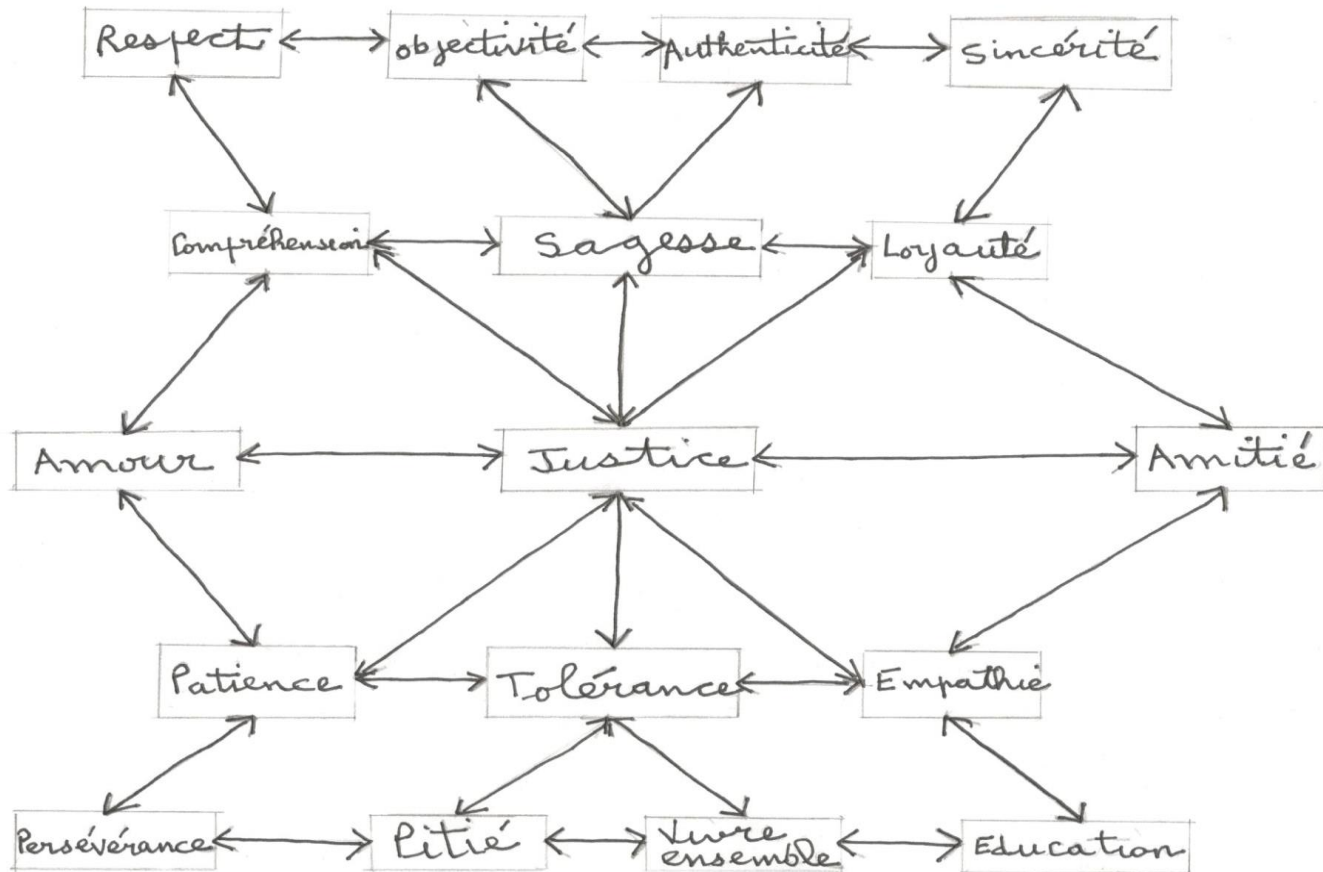 Respect
objectivité
Authenticité
Sincérité
Compréhension
Sagesse
Loyauté
Amour
Justice
Amitié
Patience
Tolérance
Empathie
Persévérance
Pitié
Vivre
ensemble
Education